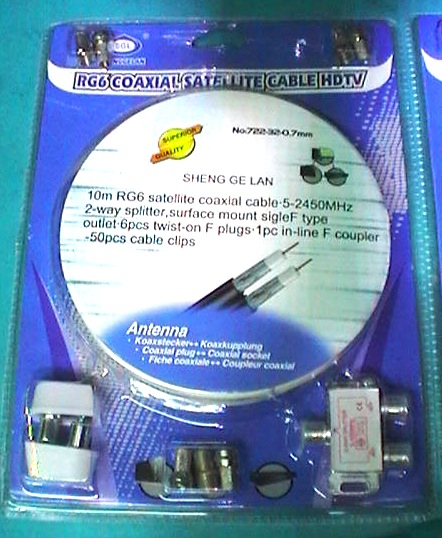 RG6 COAXIAL SATELLITE CABLE HDTV
SUPERIOR
QUALITY
No:722-32-0.7mm
SHENG GE LAN
10m RG6 satellite coaxial cable·5-2450MHz
2-way splitter,surface mount sigleF type
outlet·6pcs twist-on F plugs·1pc in-line F coupler
-50pcs cable clips
Antenna
· Koaxstecker↔ Koaxkupplung
· Coaxial plug↔ Coaxial socket
· Fiche coaxiale↔ Coupleur coaxial